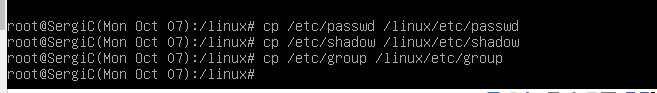 root@SergiC(Mon Oct 07):/linux# cp /etc/passwd /linux/etc/passwd
root@SergiC(Mon Oct 07):/linux# cp /etc/shadow /linux/etc/shadow
root@SergiC(Mon Oct 07):/linux# cp /etc/group /linux/etc/group
root@SergiC(Mon Oct 07):/linux#